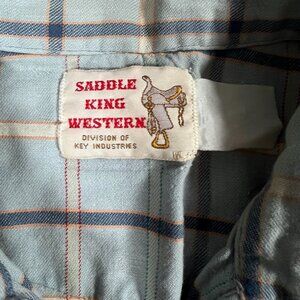 SADDLE
KING
WESTERN
DIVISION OF
KEY INDUSTRIES